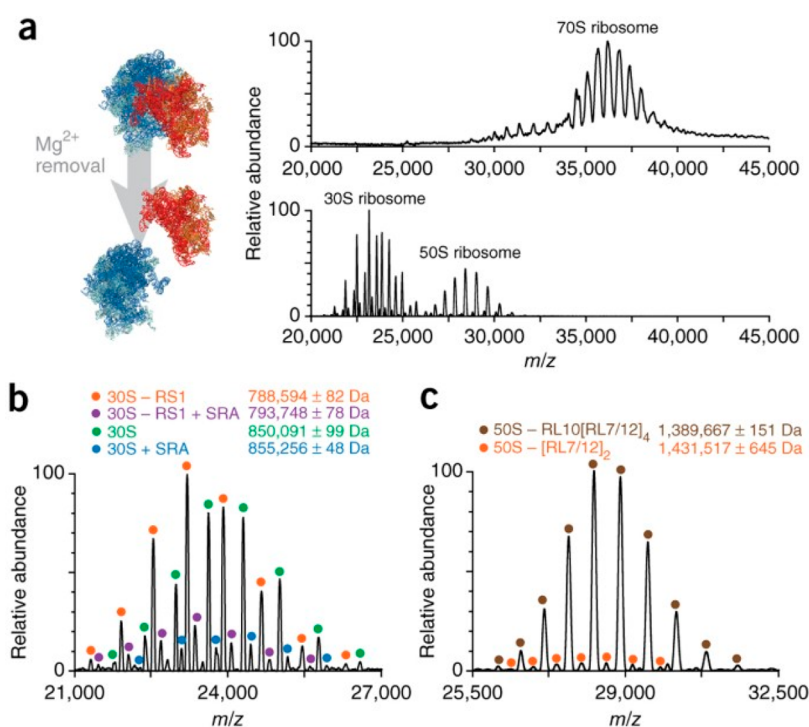 a
Mg2+
removal
70S ribosome
Relative abundance
100
0
20,000 25,000 30,000 35,000 40,000 45,000
30S ribosome
50S ribosome
100
0
20,000 25,000 30,000 35,000 40,000 45,000
m/z
b
30S – RS1 788,594 ± 82 Da
30S – RS1 + SRA 793,748 ± 78 Da
30S 850,091 ± 99 Da
30S + SRA 855,256 ± 48 Da
Relative abundance
100
0
21,000 24,000 27,000
m/z
c
50S – RL10[RL7/12]4 1,389,667 ± 151 Da
50S – [RL7/12]2 1,431,517 ± 645 Da
Relative abundance
100
0
25,500 29,000 32,500
m/z